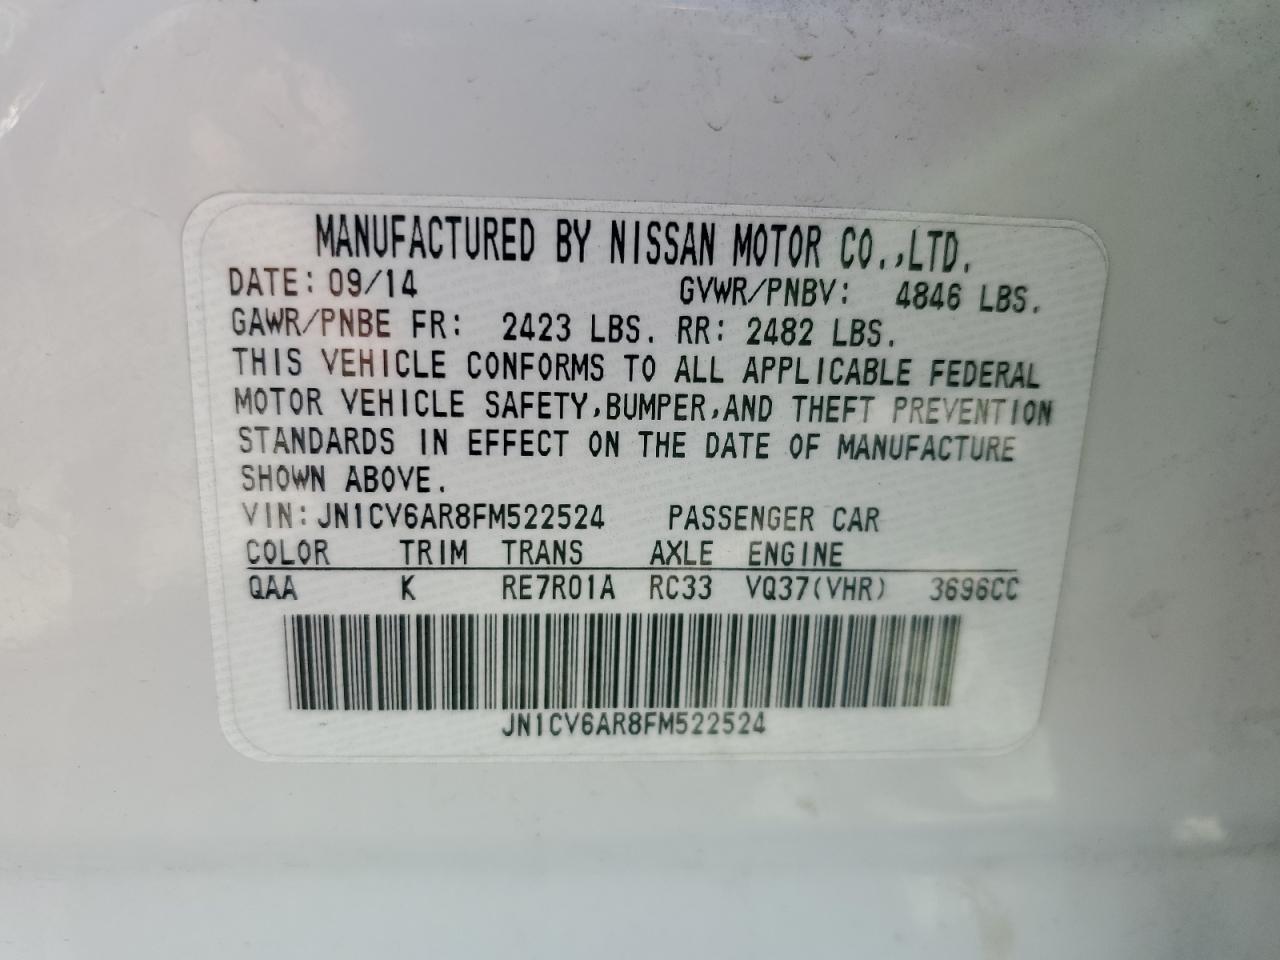 MANUFACTURED BY NISSAN MOTOR CO.,LTD.
DATE: 09/14 GVWR/PNBV: 4846 LBS.
GAWR/PNBE FR: 2423 LBS. RR: 2482 LBS.
THIS VEHICLE CONFORMS TO ALL APPLICABLE FEDERAL
MOTOR VEHICLE SAFETY,BUMPER,AND THEFT PREVENTION
STANDARDS IN EFFECT ON THE DATE OF MANUFACTURE
SHOWN ABOVE.
VIN: JN1CV6AR8FM522524 PASSENGER CAR
COLOR TRIM TRANS AXLE ENGINE
QAA K RE7R01A RC33 VQ37(VHR) 3696CC
JN1CV6AR8FM522524